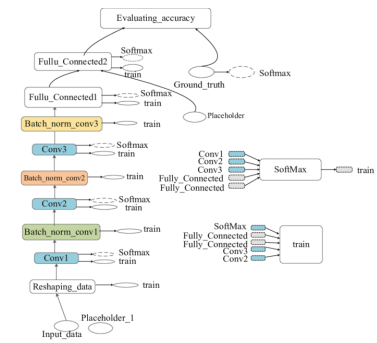 Evaluating_accuracy
Softmax
Fullu_Connected2
train
Ground_truth
Softmax
Fullu_Connected1
Softmax
train
Placeholder
Batch_norm_conv3
train
Conv3
Softmax
train
Batch_norm_conv2
train
Conv2
Softmax
train
Batch_norm_conv1
train
Conv1
Softmax
train
Reshaping_data
train
Placeholder_1
Input_data
Conv1
Conv2
Conv3
Fully_Connected
Fully_Connected
SoftMax
train
SoftMax
Fully_Connected
Fully_Connected
Conv3
Conv2
train